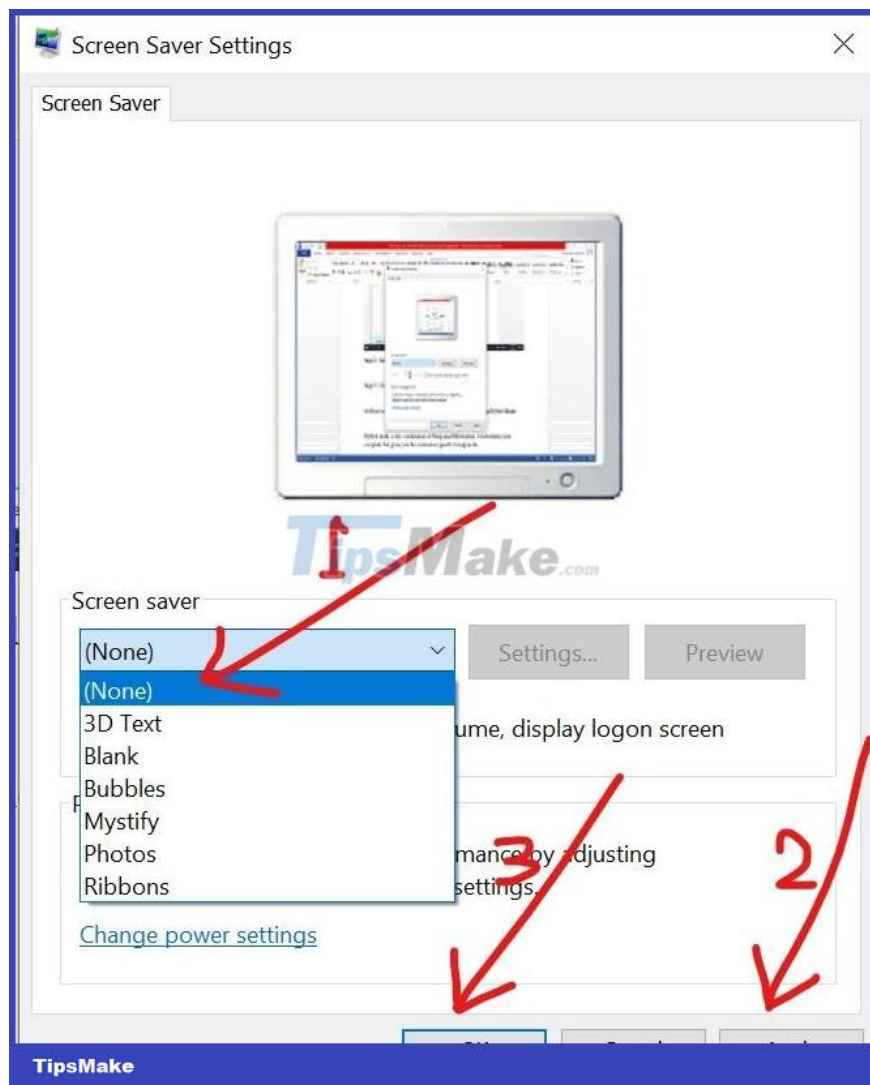 Screen Saver Settings
Screen Saver
1
TipsMake.com
Screen saver
(None)
Settings...
Preview
(None)
3D Text
ume, display logon screen
Blank
Bubbles
Mystify
3
2
Photos
mance by adjusting
Ribbons
settings.
Change power settings
TipsMake